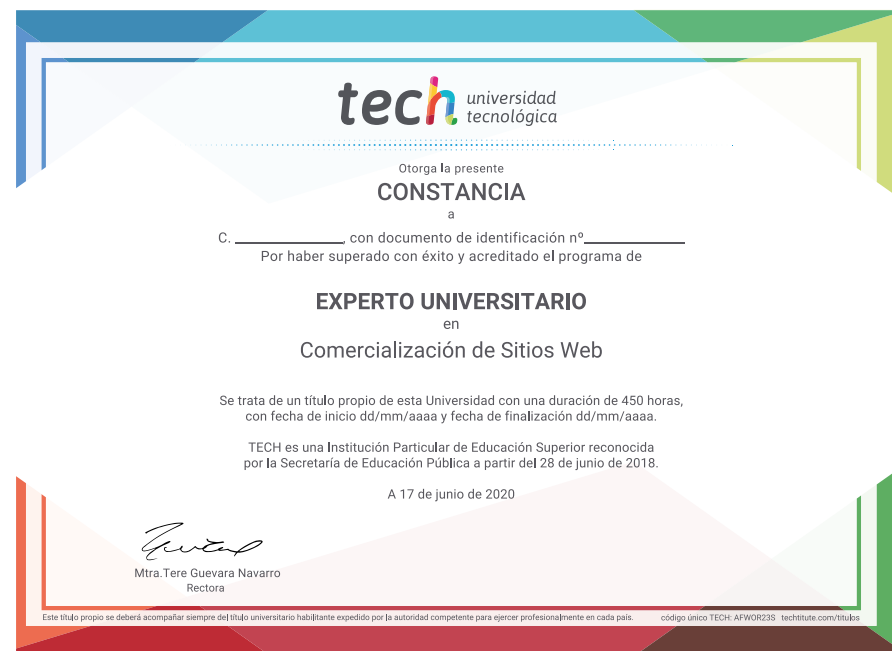 tech universidad
tecnológica
Otorga la presente
CONSTANCIA
a
C. ____________, con documento de identificación nº____________
Por haber superado con éxito y acreditado el programa de
EXPERTO UNIVERSITARIO
en
Comercialización de Sitios Web
Se trata de un título propio de esta Universidad con una duración de 450 horas,
con fecha de inicio dd/mm/aaaa y fecha de finalización dd/mm/aaaa.
TECH es una Institución Particular de Educación Superior reconocida
por la Secretaría de Educación Pública a partir del 28 de junio de 2018.
A 17 de junio de 2020
Mtra.Tere Guevara Navarro
Rectora
Este título propio se deberá acompañar siempre del título universitario habilitante expedido por la autoridad competente para ejercer profesionalmente en cada país. código único TECH: AFWOR23S techtitute.com/titulos